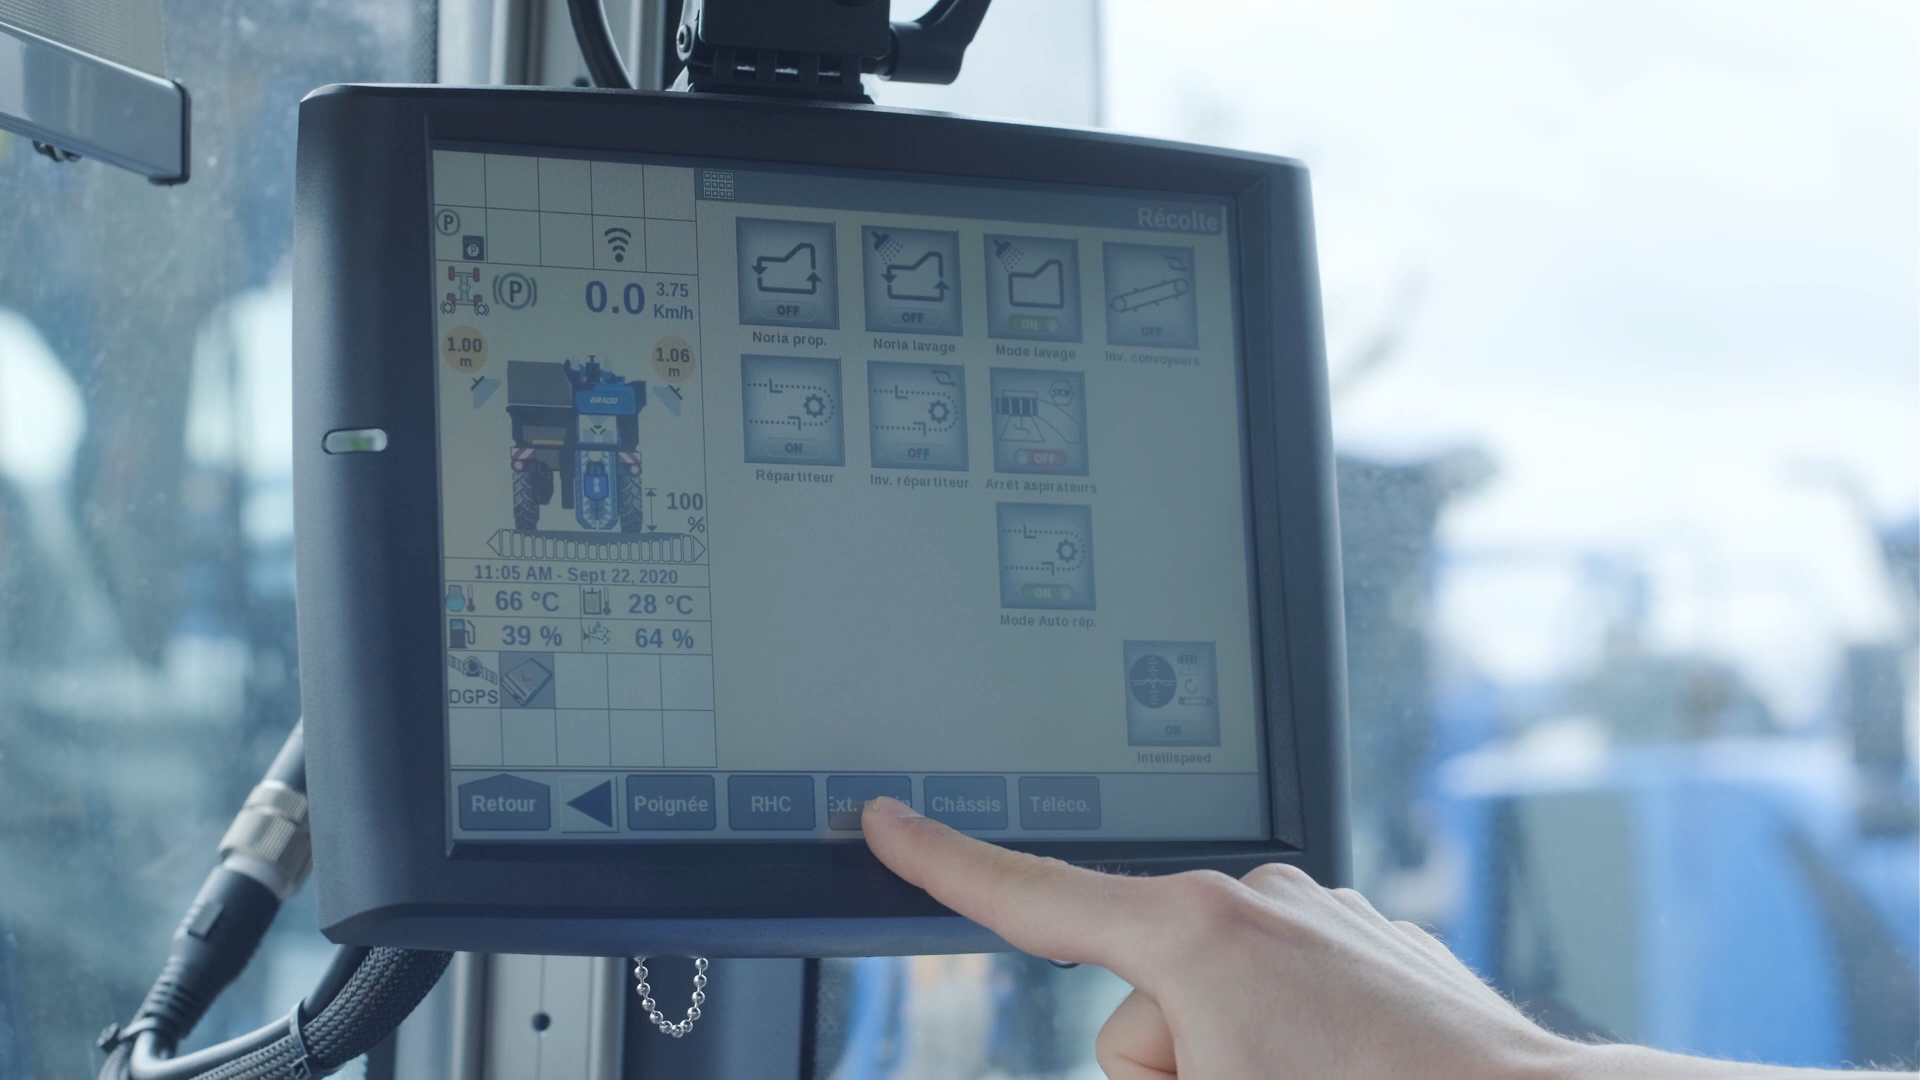 Récolte
P
P
P
0.0
3.75
Km/h
OFF
OFF
ON
OFF
Noria prop.
Noria lavage
Mode lavage
Inv. convoyeurs
1.00
m
1.06
m
STOP
ON
OFF
OFF
Répartiteur
Inv. répartiteur
Arrêt aspirateurs
100
%
ON
Mode Auto rép.
11:05 AM - Sept 22, 2020
66 °C
28 °C
39 %
64 %
DGPS
ON
Intellispeed
Retour
Poignée
RHC
Ext.
Châssis
Téléco.